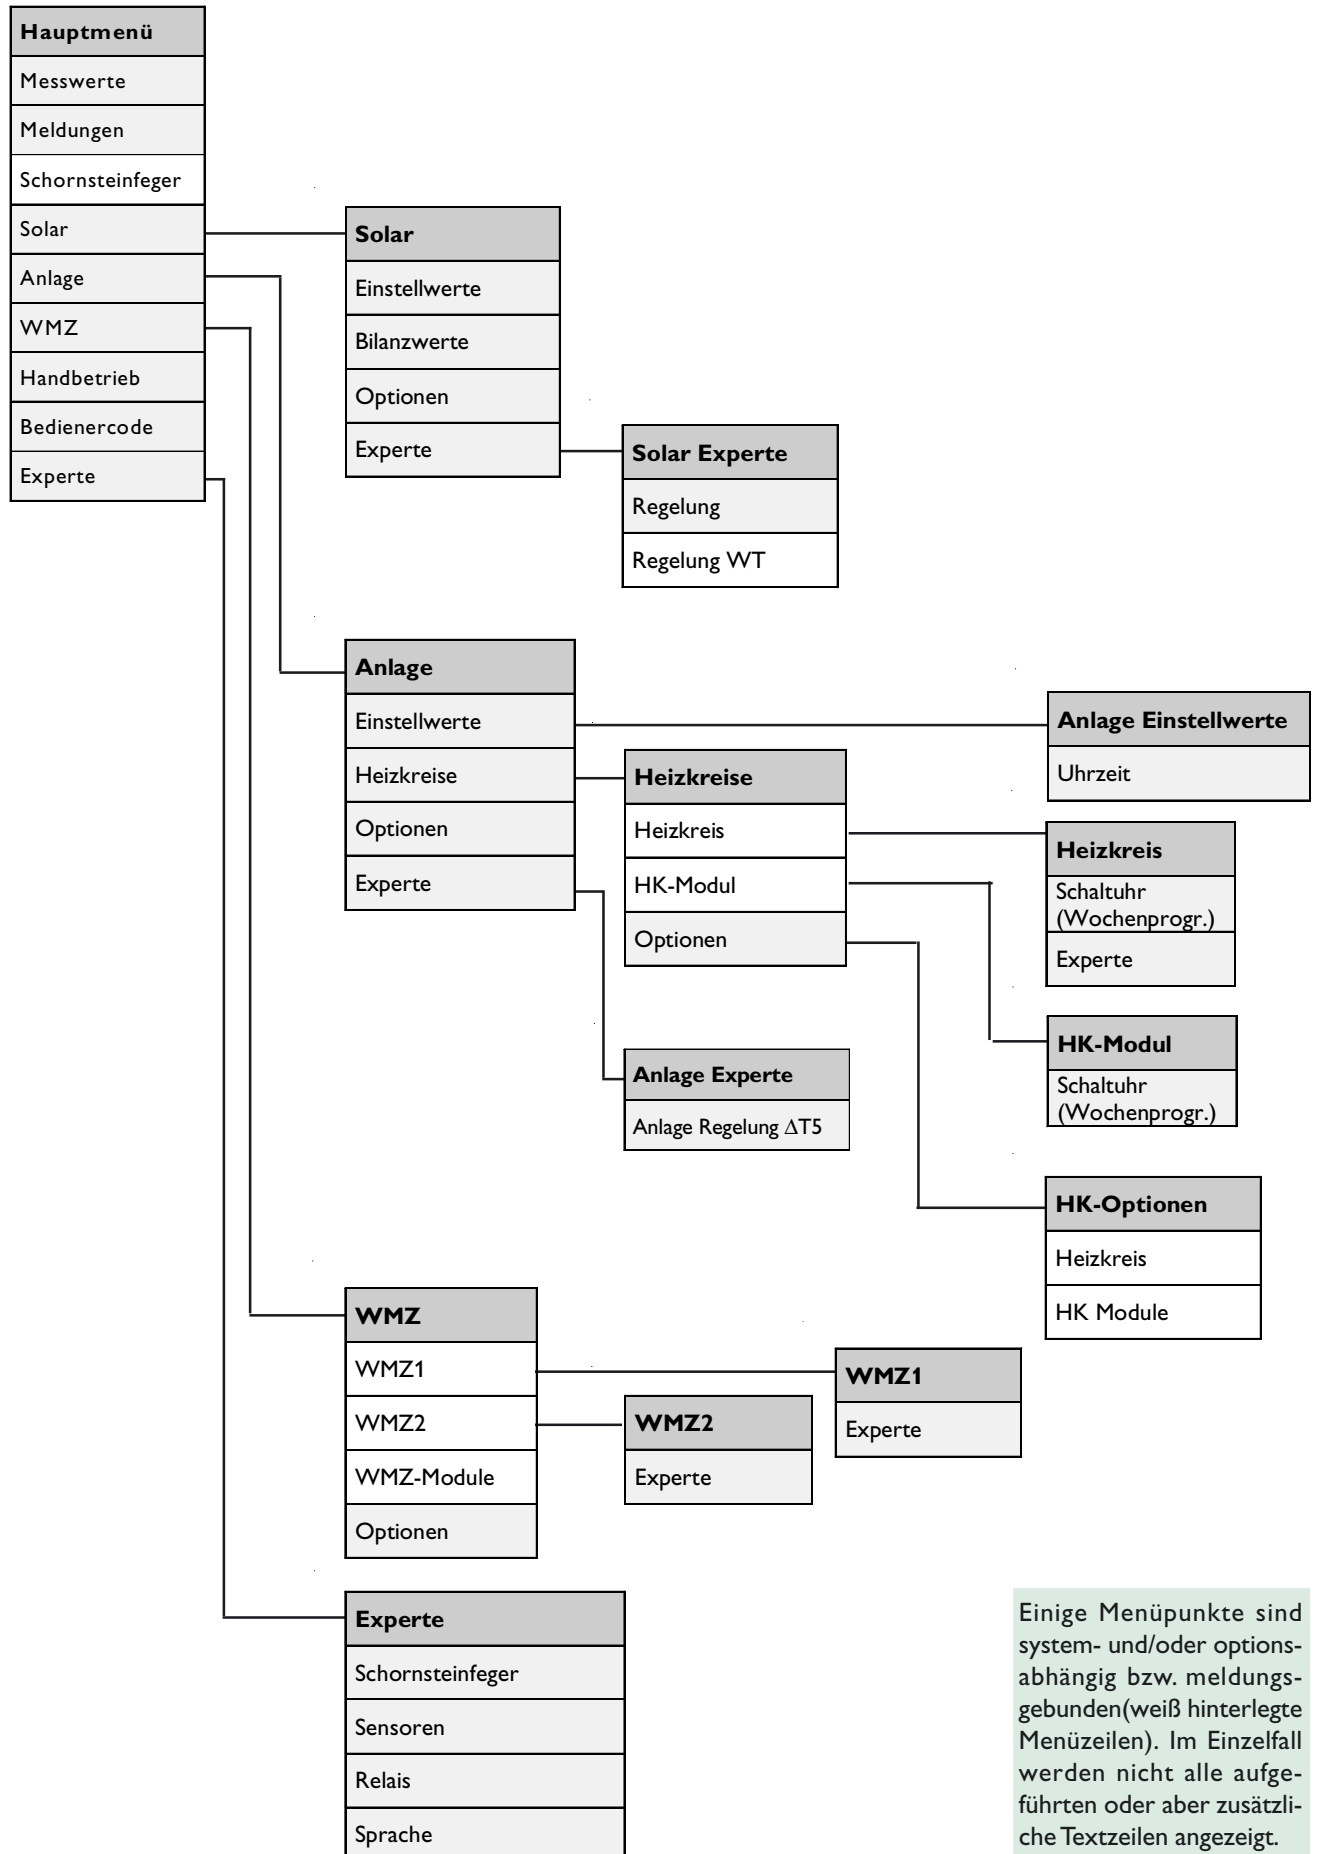 Hauptmenü
Messwerte
Meldungen
Schornsteinfeger
Solar
Anlage
WMZ
Handbetrieb
Bedienercode
Experte
Solar
Einstellwerte
Bilanzwerte
Optionen
Experte
Solar Experte
Regelung
Regelung WT
Anlage
Einstellwerte
Heizkreise
Optionen
Experte
Anlage Einstellwerte
Uhrzeit
Heizkreise
Heizkreis
HK-Modul
Optionen
Heizkreis
Schaltuhr
(Wochenprogr.)
Experte
HK-Modul
Schaltuhr
(Wochenprogr.)
Anlage Experte
Anlage Regelung ΔT5
HK-Optionen
Heizkreis
HK Module
WMZ
WMZ1
WMZ2
WMZ-Module
Optionen
WMZ1
Experte
WMZ2
Experte
Experte
Schornsteinfeger
Sensoren
Relais
Sprache
Einige Menüpunkte sind
system- und/oder options-
abhängig bzw. meldungs-
gebunden(weiß hinterlegte
Menüzeilen). Im Einzelfall
werden nicht alle aufge-
führten oder aber zusätzli-
che Textzeilen angezeigt.